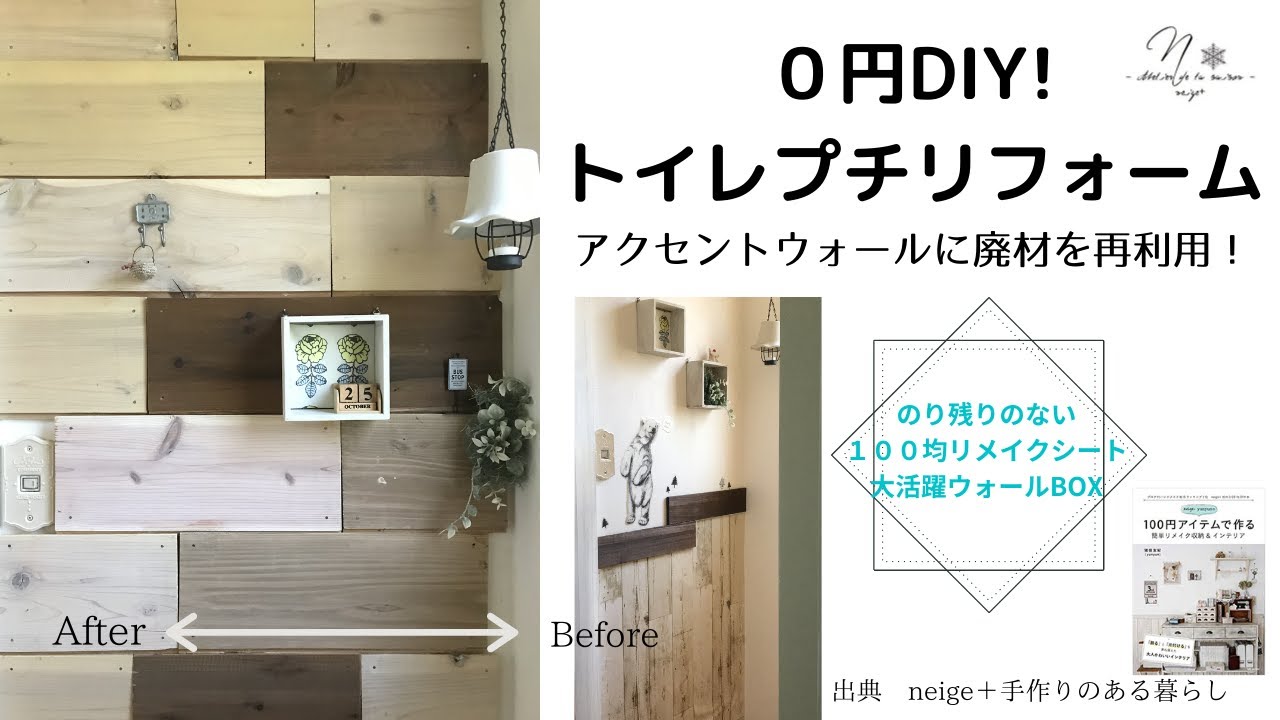 ０円DIY!
トイレプチリフォーム
アクセントウォールに廃材を再利用！
のり残りのない
１００均リメイクシート
大活躍ウォールBOX
100円アイテムで作る
簡単リメイク収納＆インテリア
2 5
OCTOBER
BUS
STOP
After
Before
出典　neige＋手作りのある暮らし